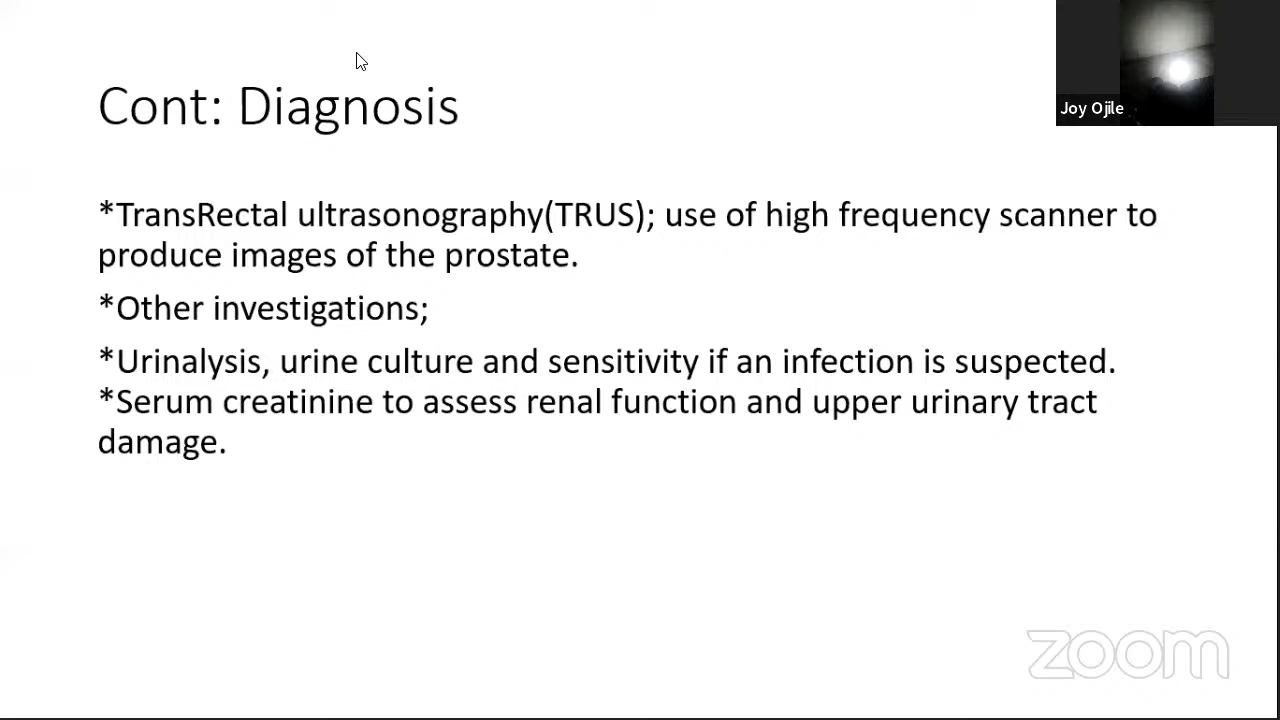 Joy Ojile
Cont: Diagnosis
*TransRectal ultrasonography(TRUS); use of high frequency scanner to
produce images of the prostate.
*Other investigations;
*Urinalysis, urine culture and sensitivity if an infection is suspected.
*Serum creatinine to assess renal function and upper urinary tract
damage.
zoom